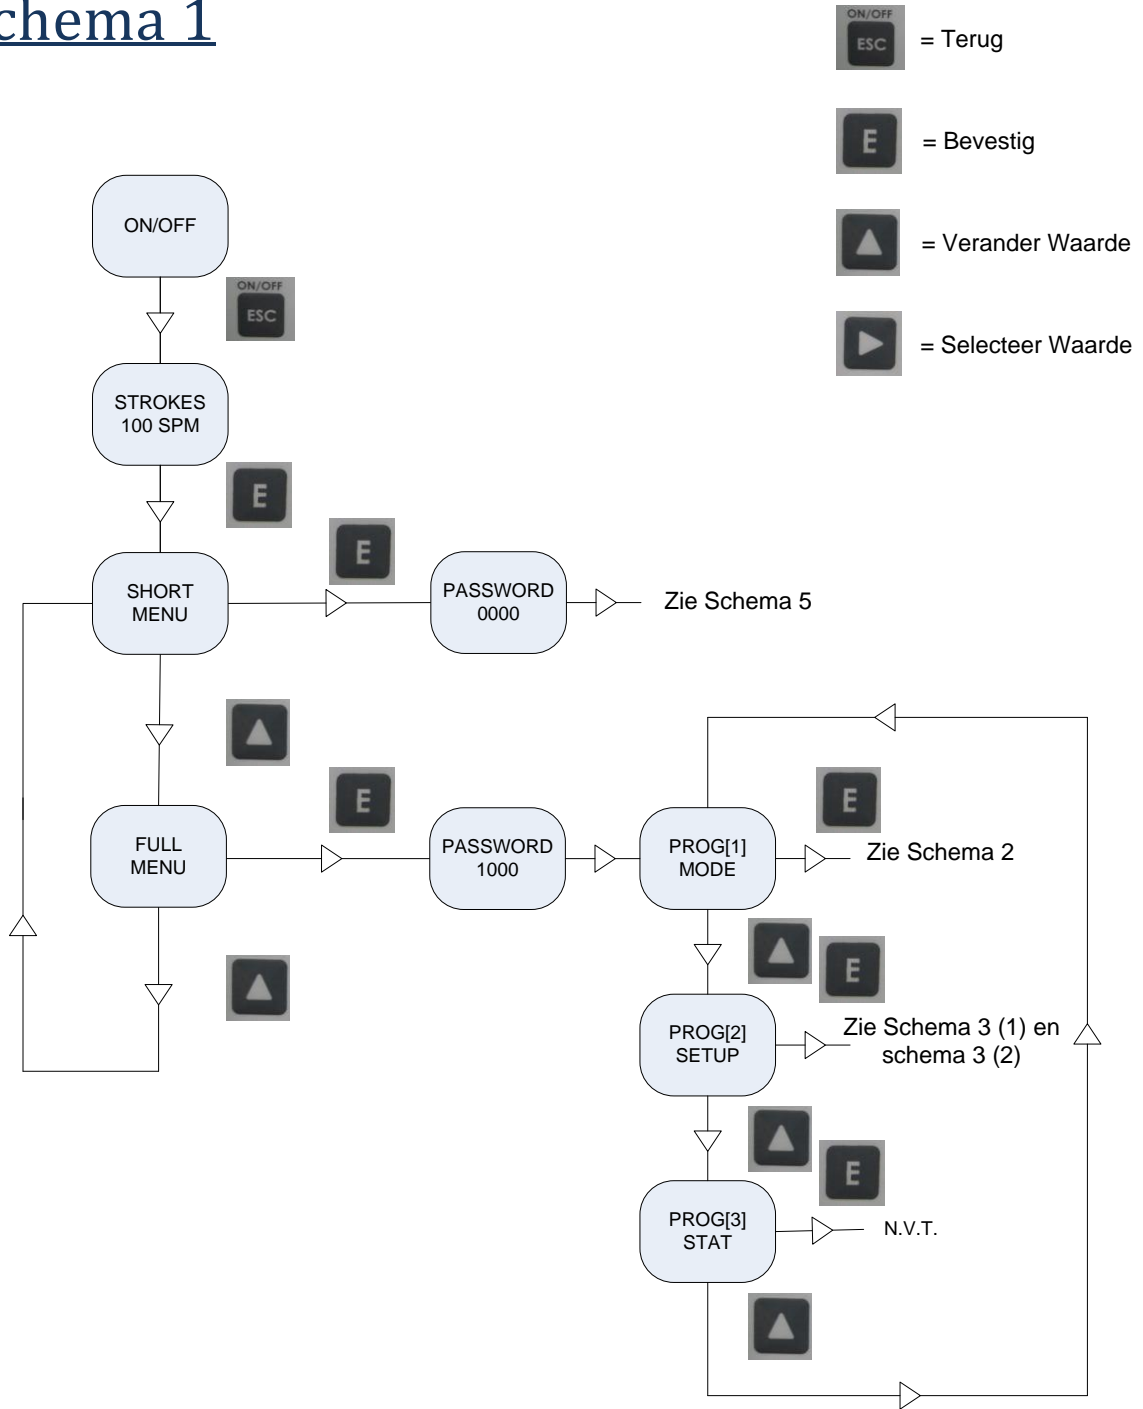 chema 1
ON/OFF
ESC
= Terug
E
= Bevestig
= Verander Waarde
= Selecteer Waarde
ON/OFF
ON/OFF
ESC
STROKES
100 SPM
E
E
SHORT
MENU
PASSWORD
0000
Zie Schema 5
E
E
FULL
MENU
PASSWORD
1000
PROG[1]
MODE
Zie Schema 2
E
PROG[2]
SETUP
Zie Schema 3 (1) en
schema 3 (2)
E
PROG[3]
STAT
N.V.T.